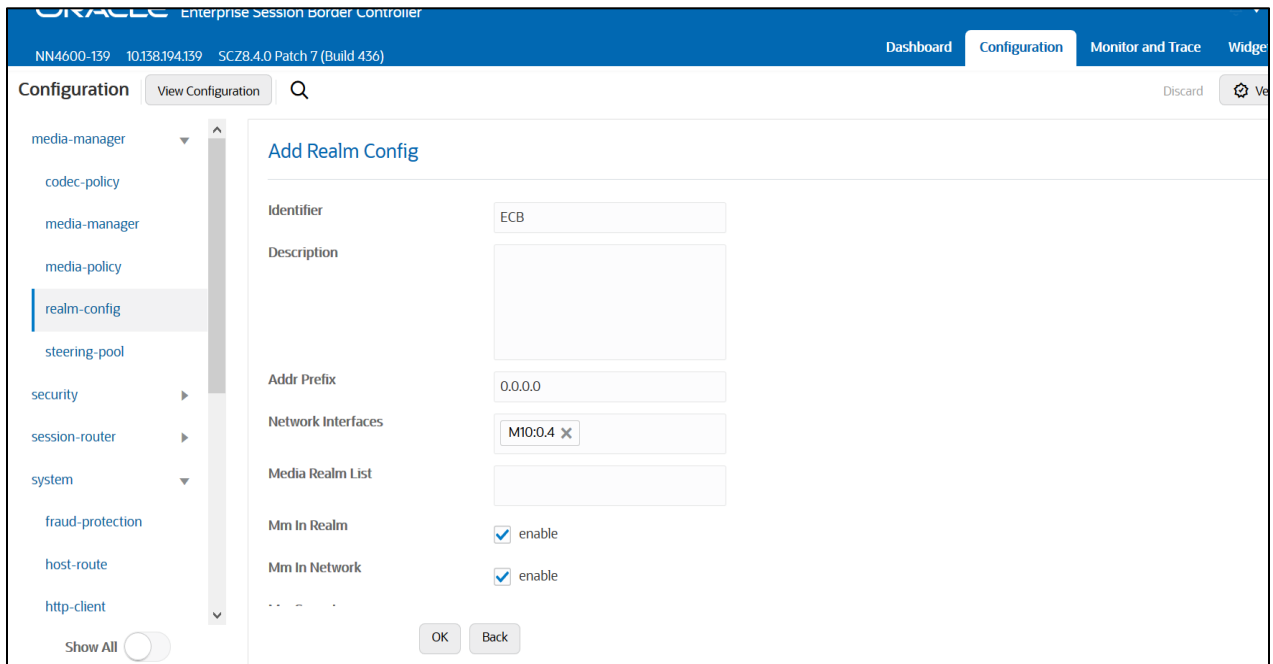 ORACLE Enterprise Session Border Controller
NN4600-139 10.138.194.139 SCZ8.4.0 Patch 7 (Build 436)
Dashboard Configuration Monitor and Trace Widge
Configuration View Configuration Discard Ve
media-manager
codec-policy
media-manager
media-policy
realm-config
steering-pool
security
session-router
system
fraud-protection
host-route
http-client
Show All
Add Realm Config
Identifier ECB
Description
Addr Prefix 0.0.0.0
Network Interfaces M10:0.4
Media Realm List
Mm In Realm enable
Mm In Network enable
OK Back